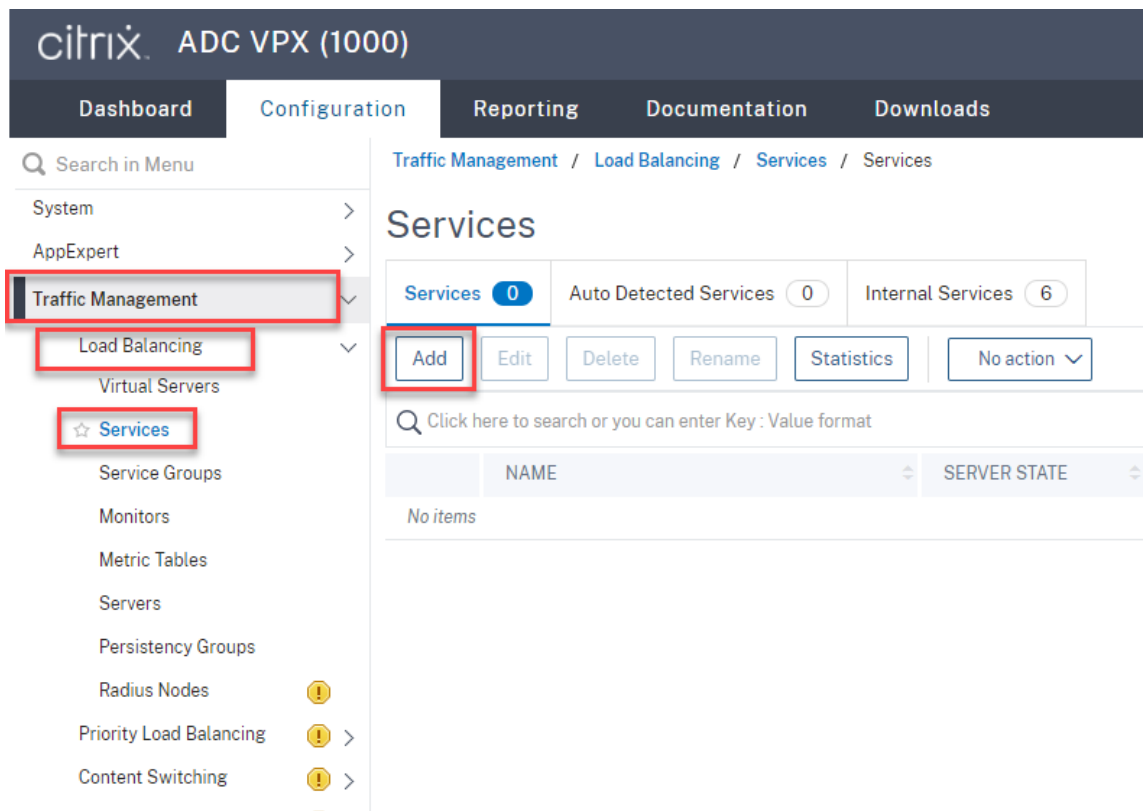 citrix. ADC VPX (1000)
Dashboard Configuration Reporting Documentation Downloads
Search in Menu
Traffic Management / Load Balancing / Services / Services
System
Services
AppExpert
Traffic Management
Services 0 Auto Detected Services 0 Internal Services 6
Load Balancing
Add Edit Delete Rename Statistics No action
Virtual Servers
Services
Click here to search or you can enter Key : Value format
Service Groups
NAME SERVER STATE
Monitors
No items
Metric Tables
Servers
Persistency Groups
Radius Nodes
Priority Load Balancing
Content Switching